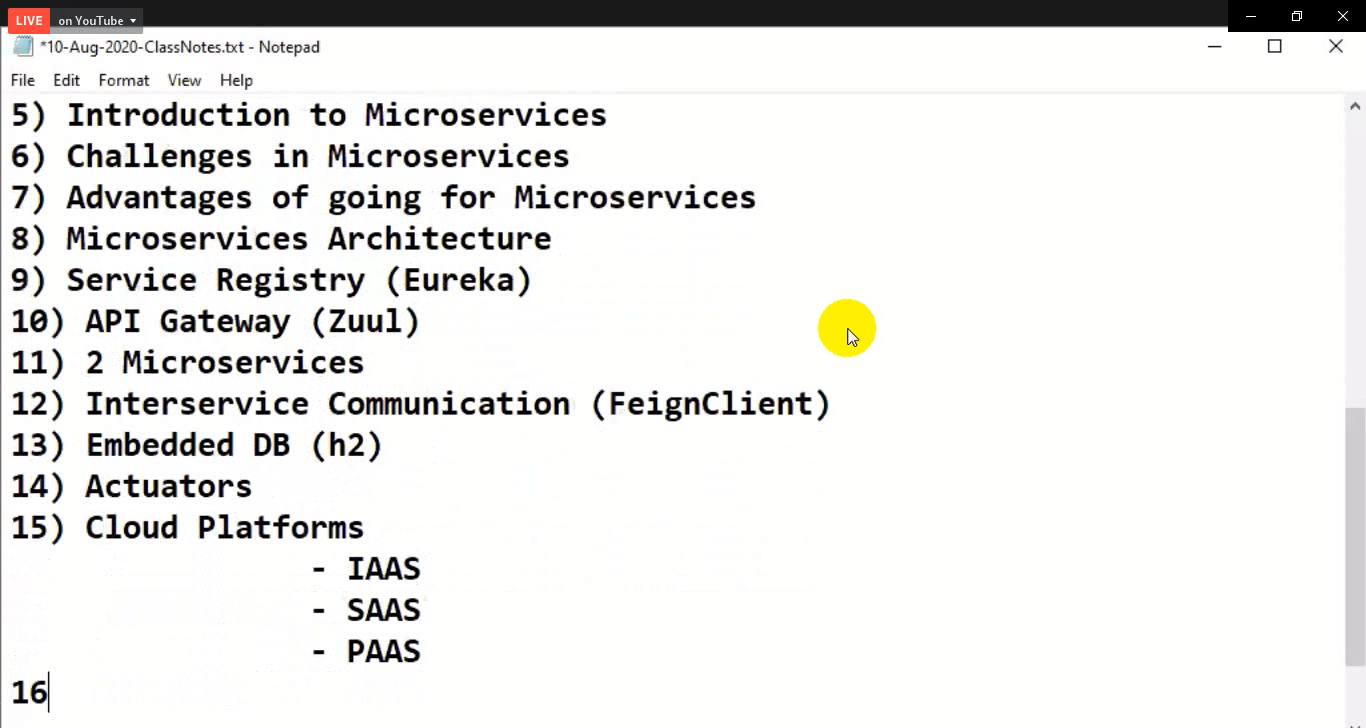 LIVE on YouTube
*10-Aug-2020-ClassNotes.txt - Notepad
File Edit Format View Help
5) Introduction to Microservices
6) Challenges in Microservices
7) Advantages of going for Microservices
8) Microservices Architecture
9) Service Registry (Eureka)
10) API Gateway (Zuul)
11) 2 Microservices
12) Interservice Communication (FeignClient)
13) Embedded DB (h2)
14) Actuators
15) Cloud Platforms
- IAAS
- SAAS
- PAAS
16